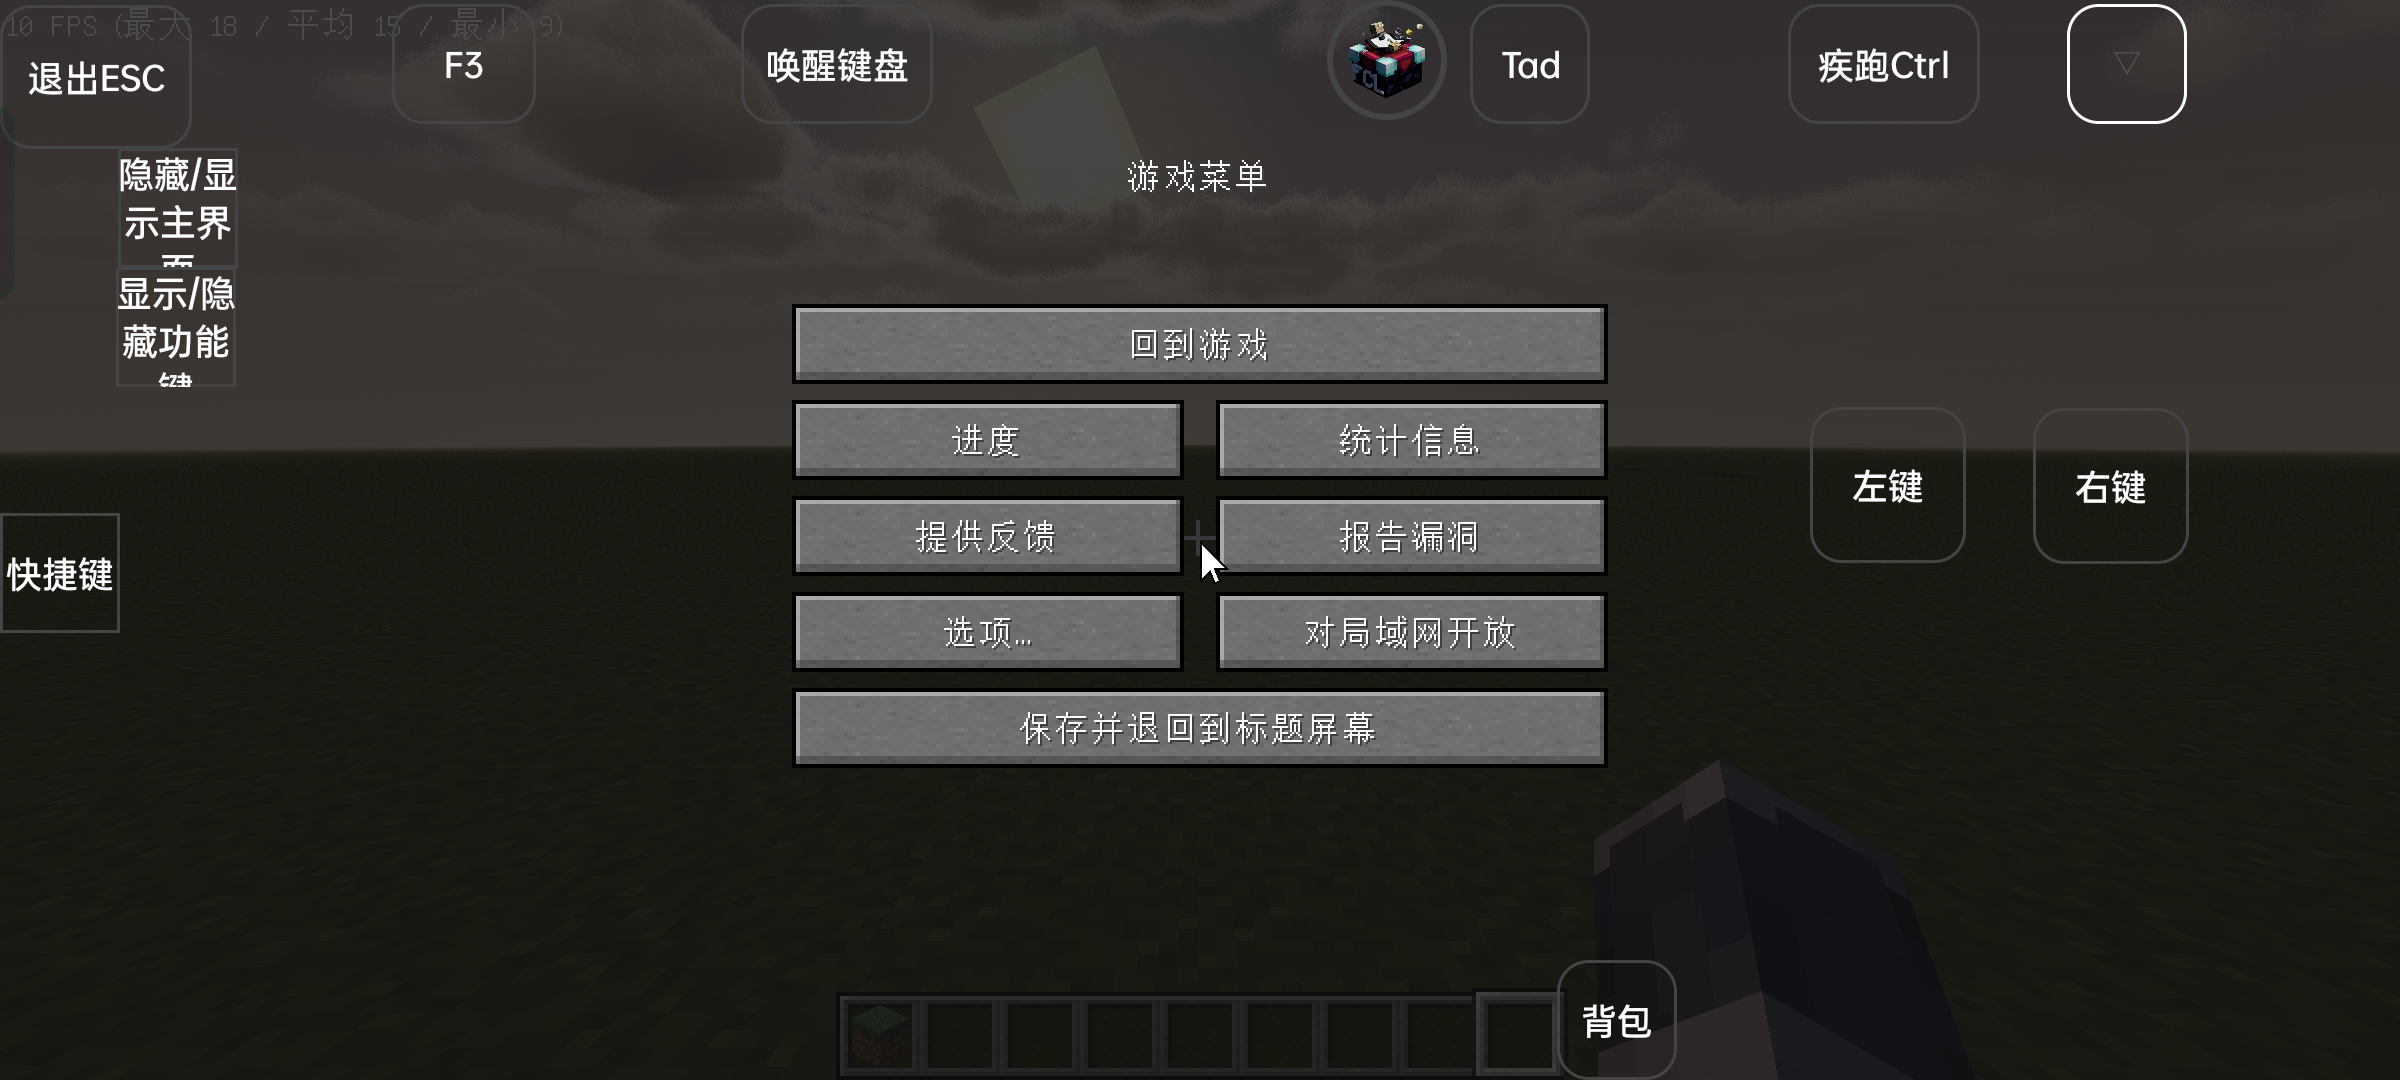 10 FPS (最大 18 / 平均 15 / 最小 9)
退出ESC
F3
唤醒键盘
FCL
Tad
疾跑Ctrl
隐藏/显
示主界
面
显示/隐
藏功能
键
游戏菜单
回到游戏
进度
统计信息
提供反馈
报告漏洞
选项...
对局域网开放
保存并退回到标题屏幕
左键
右键
快捷键
背包